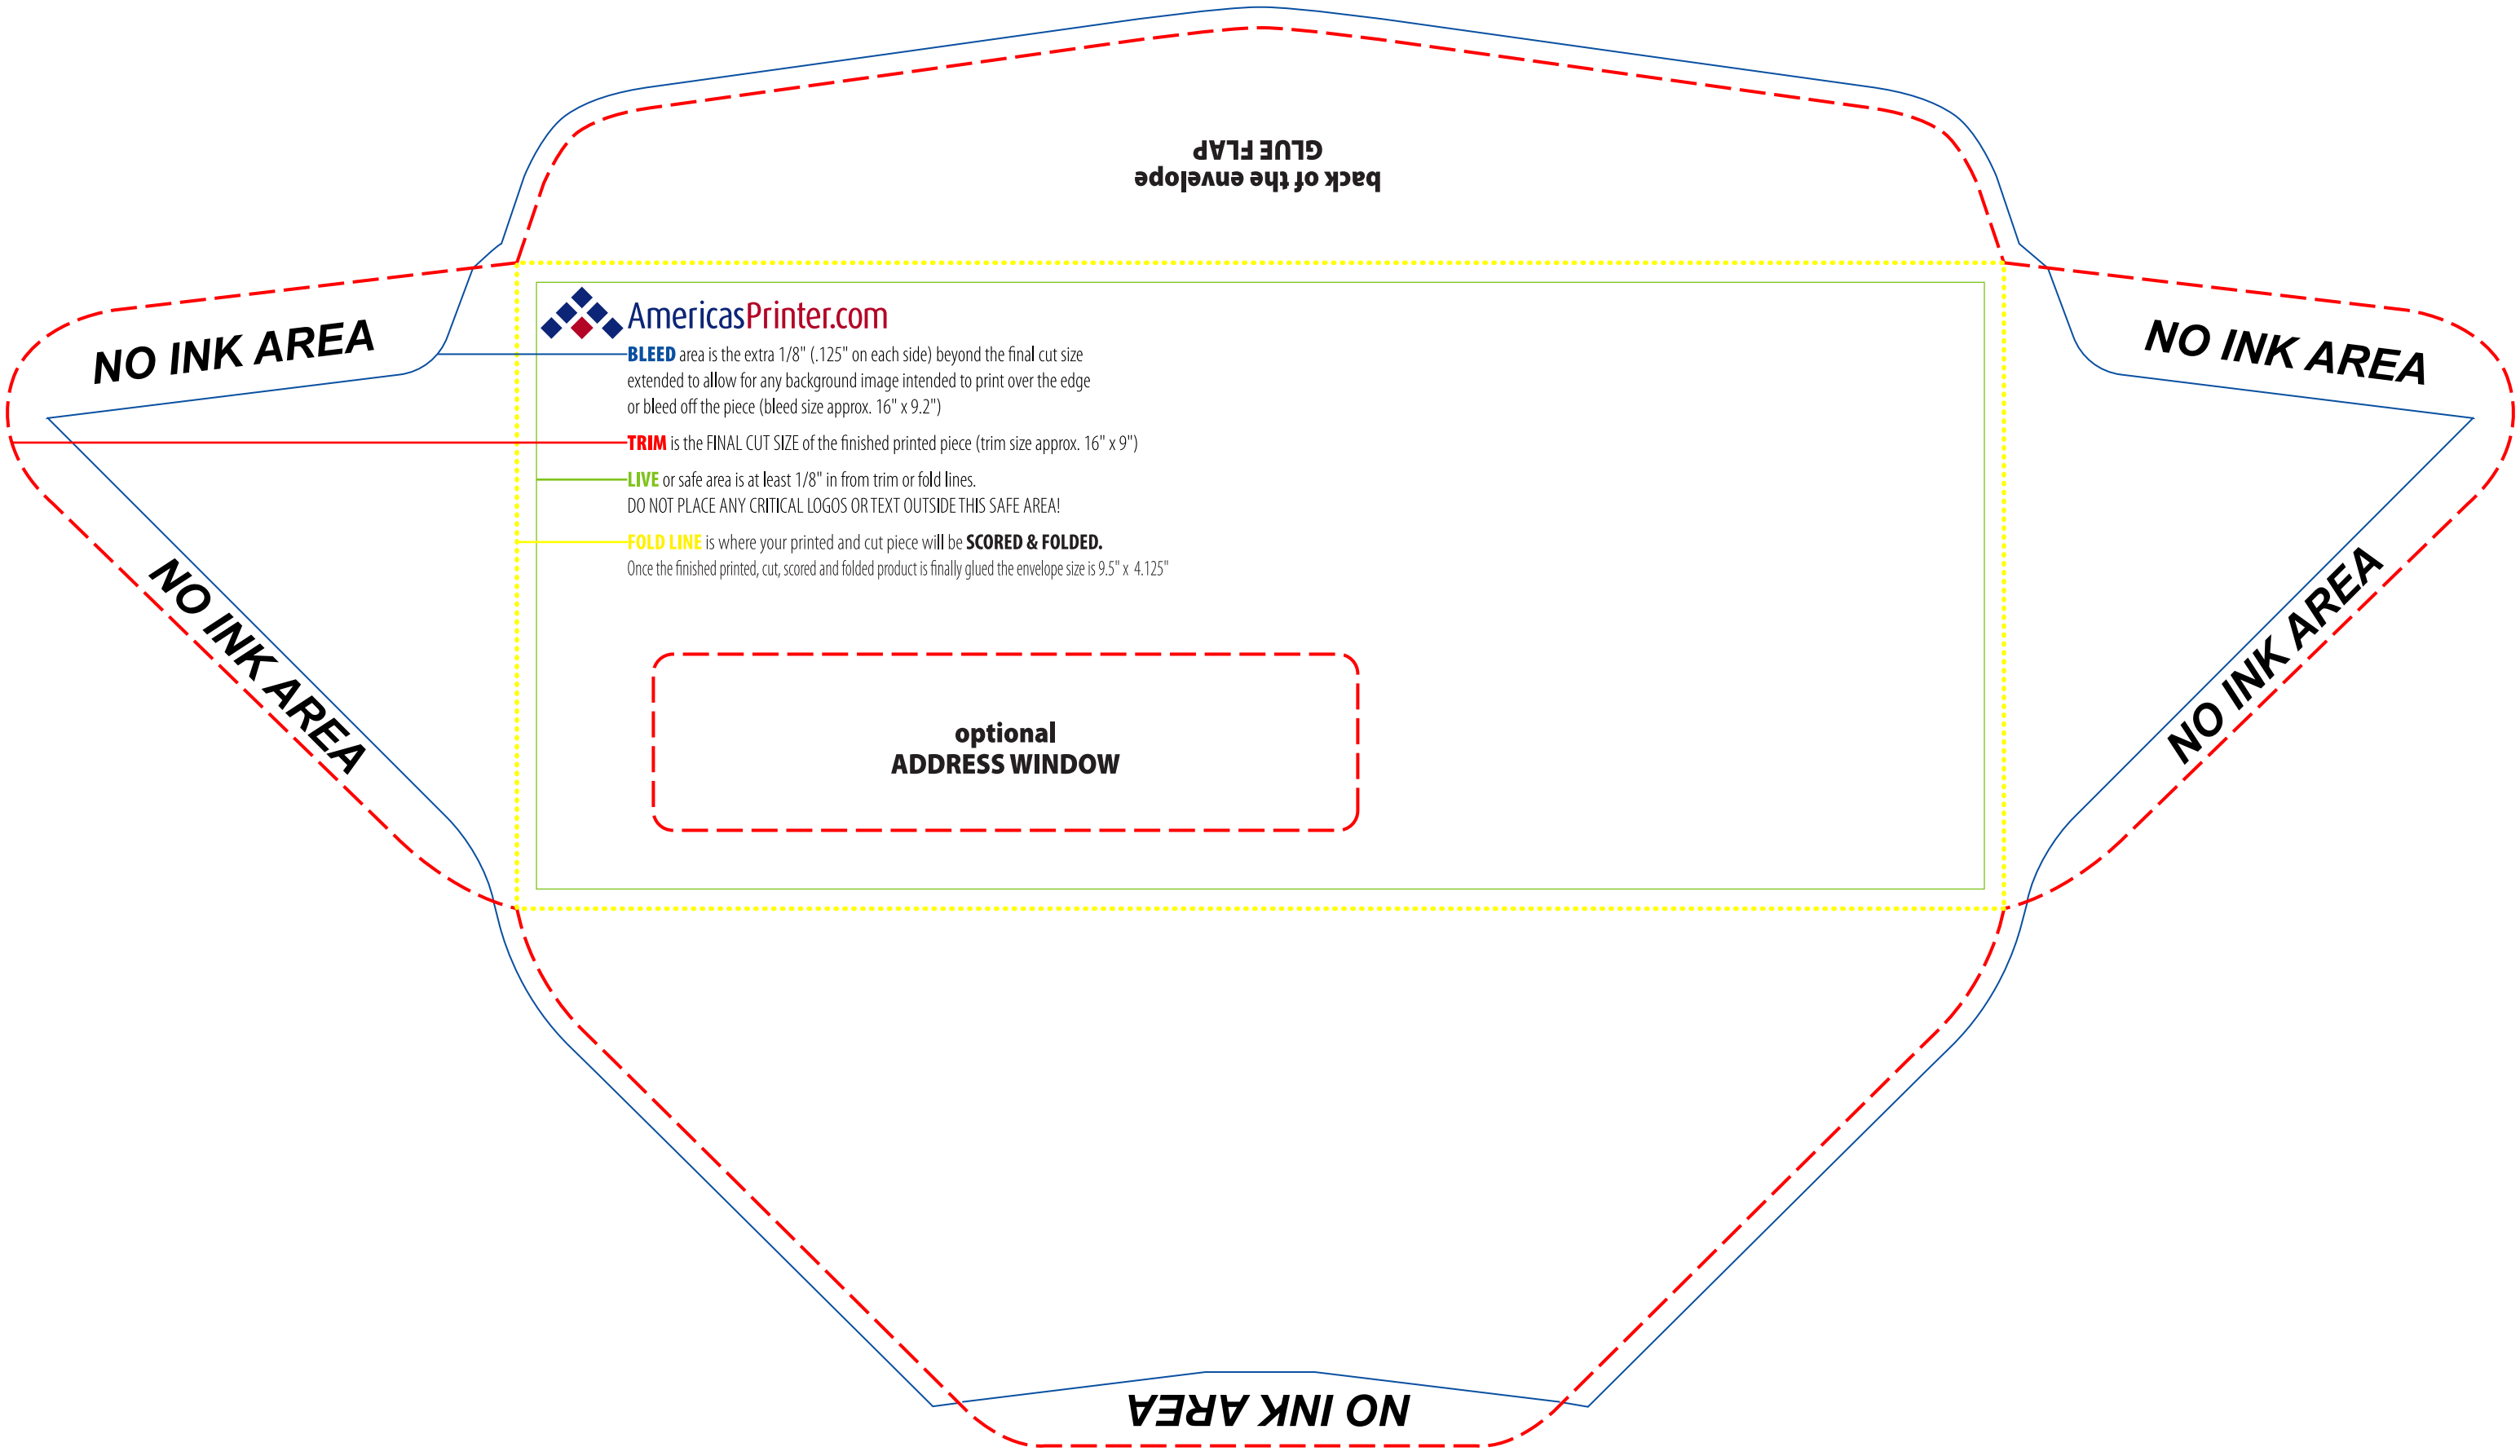 back of the envelope
GLUE FLAP
NO INK AREA
NO INK AREA
AmericasPrinter.com
BLEED area is the extra 1/8" (.125" on each side) beyond the final cut size
extended to allow for any background image intended to print over the edge
or bleed off the piece (bleed size approx. 16" x 9.2")
TRIM is the FINAL CUT SIZE of the finished printed piece (trim size approx. 16" x 9")
LIVE or safe area is at least 1/8" in from trim or fold lines.
DO NOT PLACE ANY CRITICAL LOGOS OR TEXT OUTSIDE THIS SAFE AREA!
FOLD LINE is where your printed and cut piece will be SCORED & FOLDED.
Once the finished printed, cut, scored and folded product is finally glued the envelope size is 9.5" x 4.125"
NO INK AREA
NO INK AREA
optional
ADDRESS WINDOW
NO INK AREA